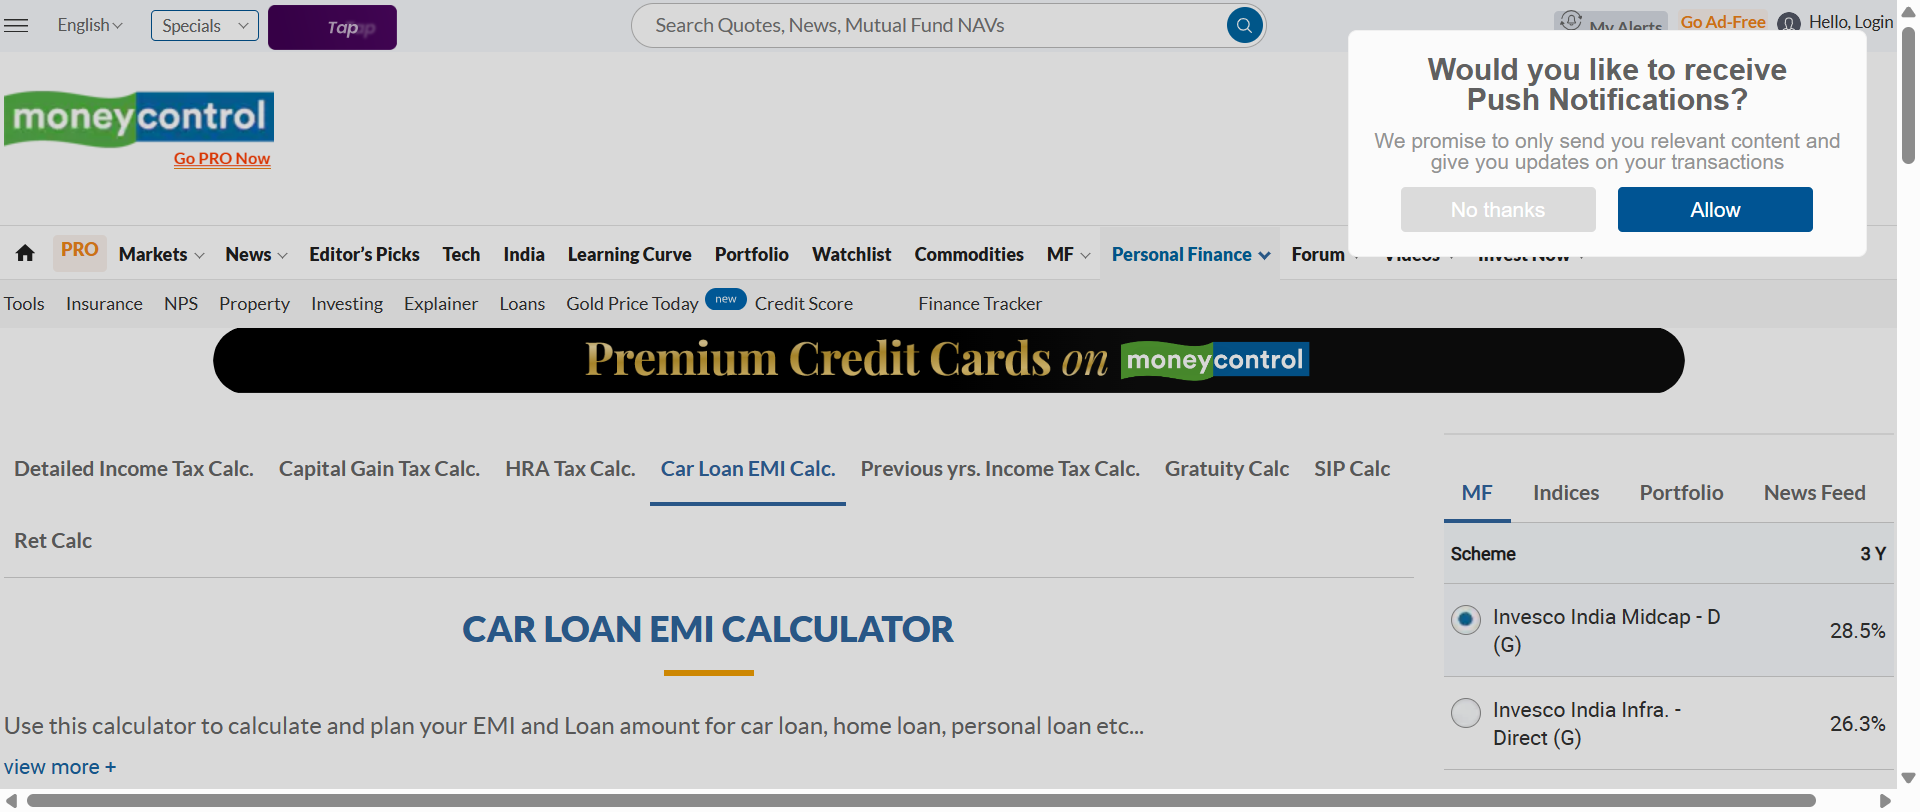 English
Specials
Tap
Search Quotes, News, Mutual Fund NAVs
My Alerts
Go Ad-Free
Hello, Login
Would you like to receive
Push Notifications?
We promise to only send you relevant content and
give you updates on your transactions
No thanks
Allow
moneycontrol
Go PRO Now
PRO
Markets
News
Editor's Picks
Tech
India
Learning Curve
Portfolio
Watchlist
Commodities
MF
Personal Finance
Forum
Videos
Invest Now
Tools
Insurance
NPS
Property
Investing
Explainer
Loans
Gold Price Today
new
Credit Score
Finance Tracker
Premium Credit Cards on moneycontrol
Detailed Income Tax Calc.
Capital Gain Tax Calc.
HRA Tax Calc.
Car Loan EMI Calc.
Previous yrs. Income Tax Calc.
Gratuity Calc
SIP Calc
Ret Calc
CAR LOAN EMI CALCULATOR
Use this calculator to calculate and plan your EMI and Loan amount for car loan, home loan, personal loan etc...
view more +
MF
Indices
Portfolio
News Feed
Scheme
3 Y
Invesco India Midcap - D
(G)
28.5%
Invesco India Infra. -
Direct (G)
26.3%